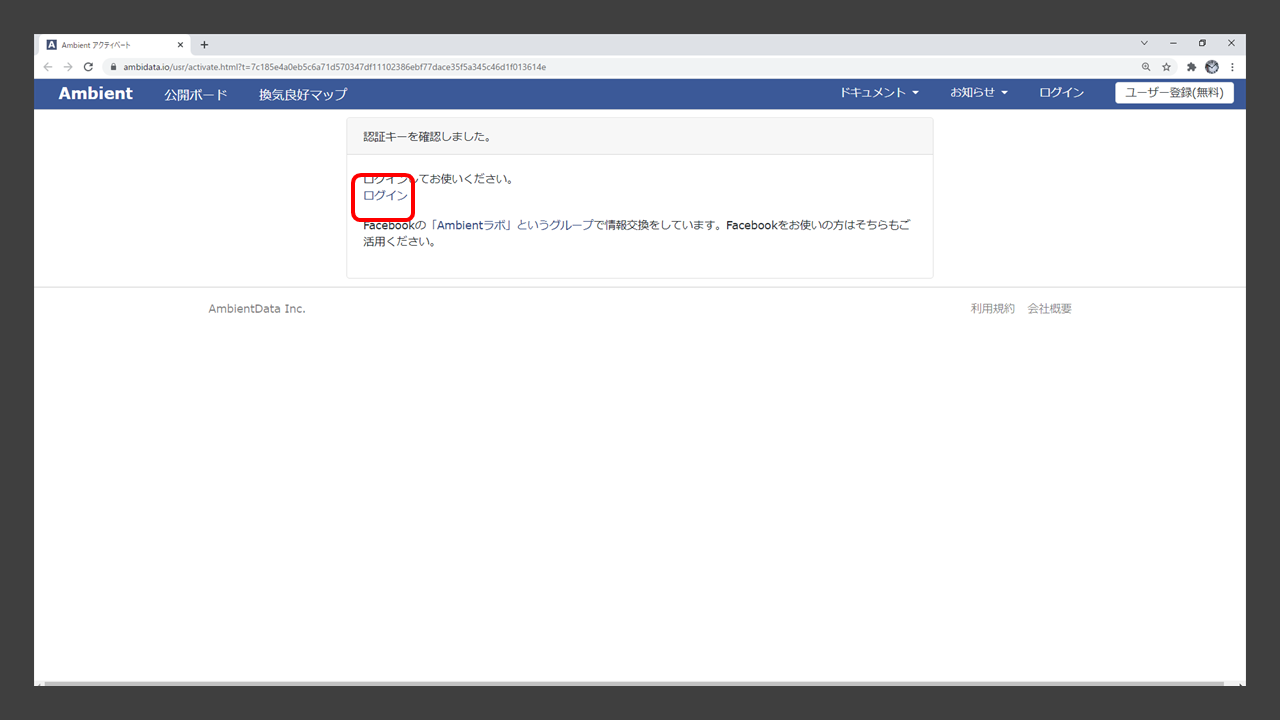 Ambient アクティベート
ambidata.io/usr/activate.html?t=7c185e4a0eb5c6a71d570347df11102386ebf77dace35f5a345c46d1f013614e
Ambient 公開ボード 換気良好マップ ドキュメント お知らせ ログイン ユーザー登録(無料)
認証キーを確認しました。
ログインしてお使いください。
ログイン
Facebookの「Ambientラボ」というグループで情報交換をしています。Facebookをお使いの方はそちらもご
活用ください。
AmbientData Inc. 利用規約 会社概要